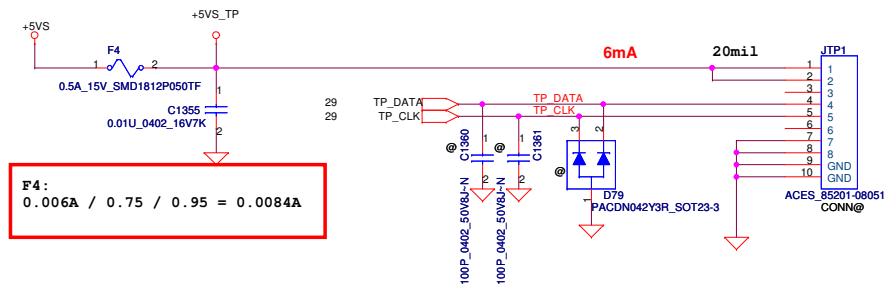 +5VS
+5VS_TP
F4
1
2
0.5A_15V_SMD1812P050TF
1
C1355
0.01U_0402_16V7K
2
6mA
20mil
JTP1
1 1
2 2
3 3
4 4
5 5
6 6
7 7
8 8
9 GND
10 GND
ACES_85201-08051
CONN@
29 TP_DATA
29 TP_CLK
TP_DATA
TP_CLK
@
1
C1360
2
100P_0402_50V8J~N
@
1
C1361
2
100P_0402_50V8J~N
3
2
@
D79
1
PACDN042Y3R_SOT23-3
F4:
0.006A / 0.75 / 0.95 = 0.0084A